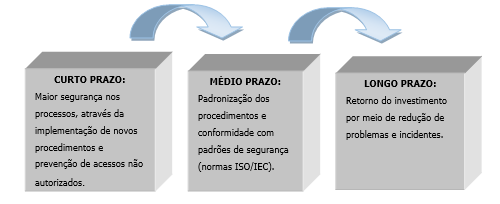 CURTO PRAZO:
Maior segurança nos
processos, através da
implementação de novos
procedimentos e
prevenção de acessos não
autorizados.
MÉDIO PRAZO:
Padronização dos
procedimentos e
conformidade com
padrões de segurança
(normas ISO/IEC).
LONGO PRAZO:
Retorno do investimento
por meio de redução de
problemas e incidentes.